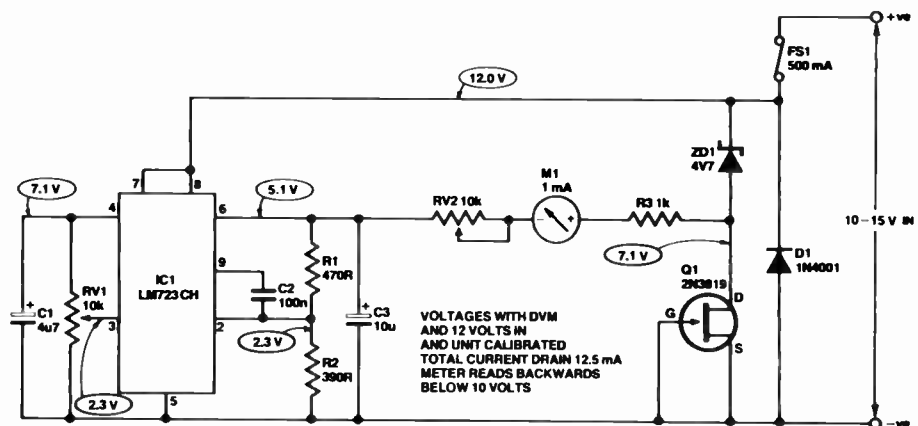 +ve
FS1
500 mA
12.0 V
ZD1
4V7
M1
1 mA
7.1 V
7
8
5.1 V
4
6
RV2 10k
-
+
R3 1k
10–15 V IN
7.1 V
D1
1N4001
IC1
LM723 CH
R1
470R
9
C2
100n
RV1
10k
+
C1
4u7
3
2
+
C3
10u
Q1
2N3819
D
G
S
VOLTAGES WITH DVM
AND 12 VOLTS IN
AND UNIT CALIBRATED
TOTAL CURRENT DRAIN 12.5 mA
METER READS BACKWARDS
BELOW 10 VOLTS
2.3 V
R2
390R
2.3 V
5
-ve